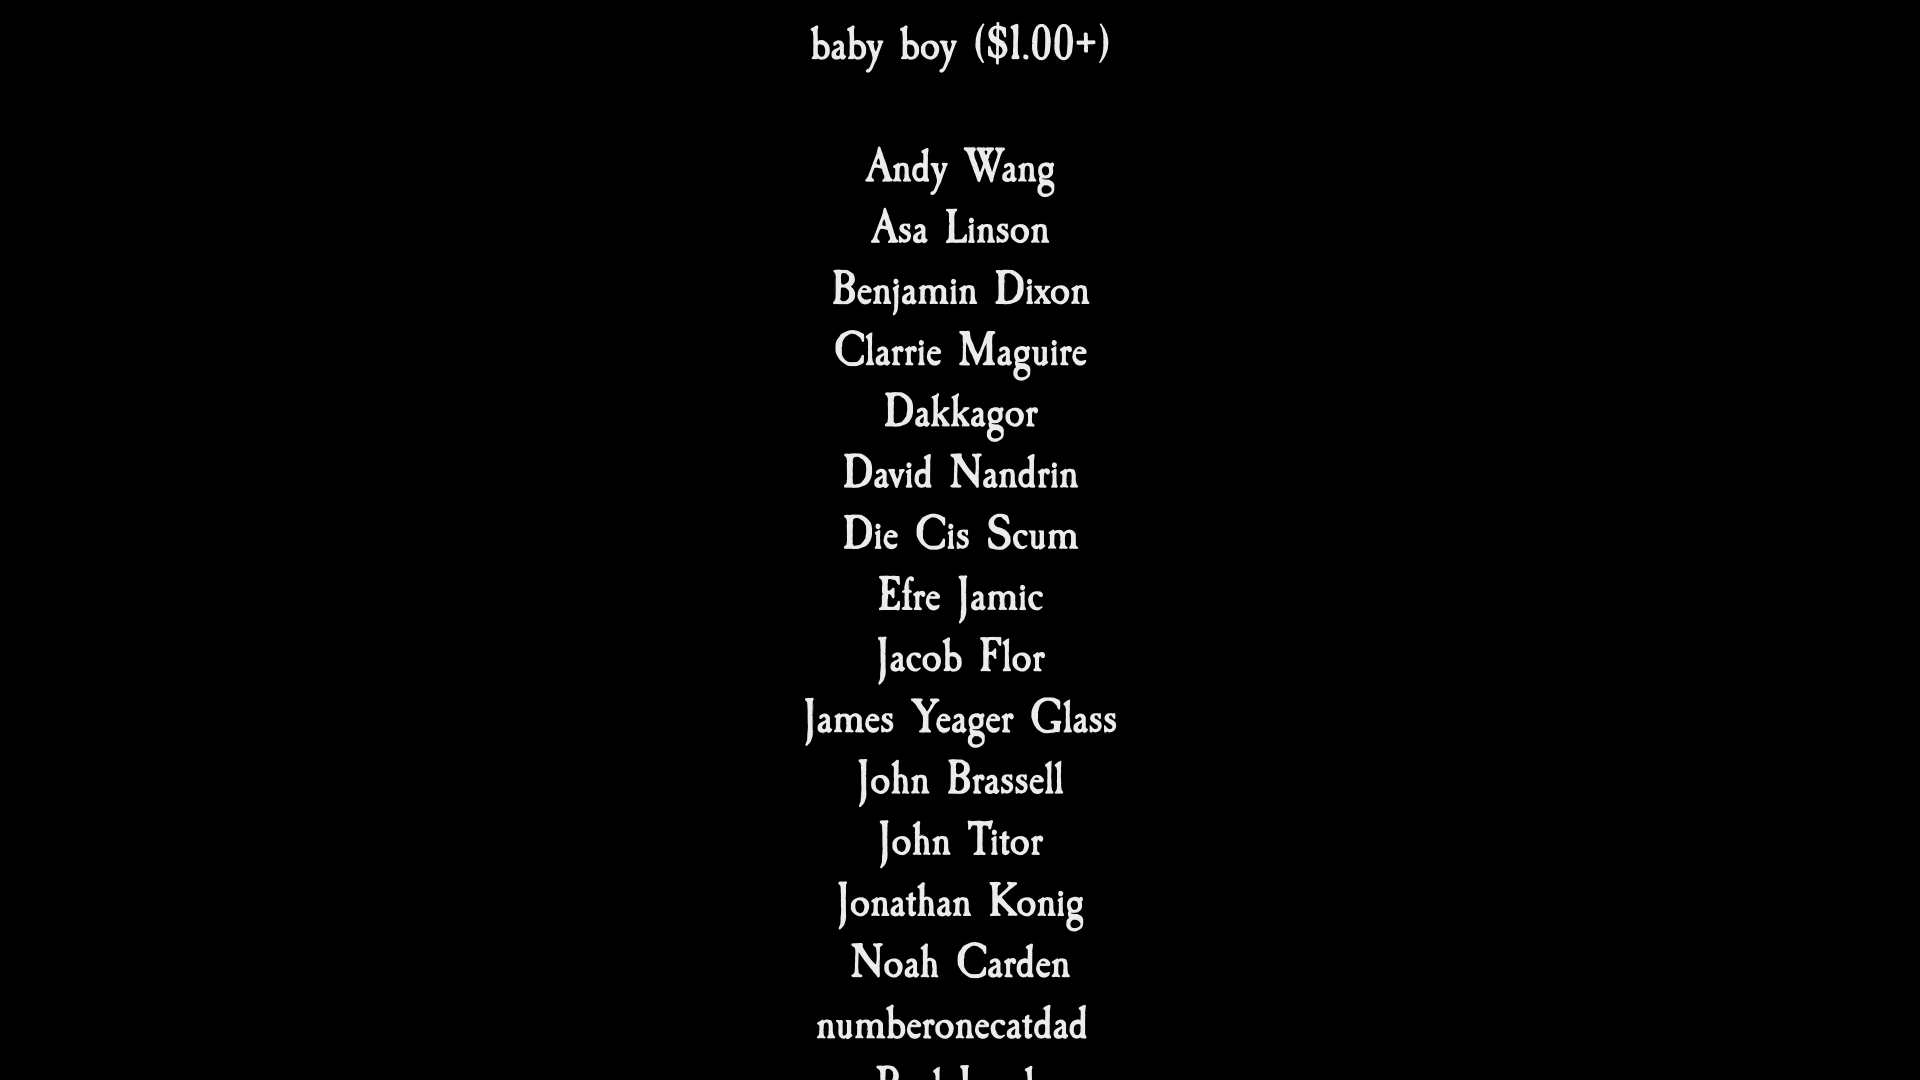 baby boy ($1.00+)
Andy Wang
Asa Linson
Benjamin Dixon
Clarrie Maguire
Dakkagor
David Nandrin
Die Cis Scum
Efre Jamic
Jacob Flor
James Yeager Glass
John Brassell
John Titor
Jonathan Konig
Noah Carden
numberonecatdad